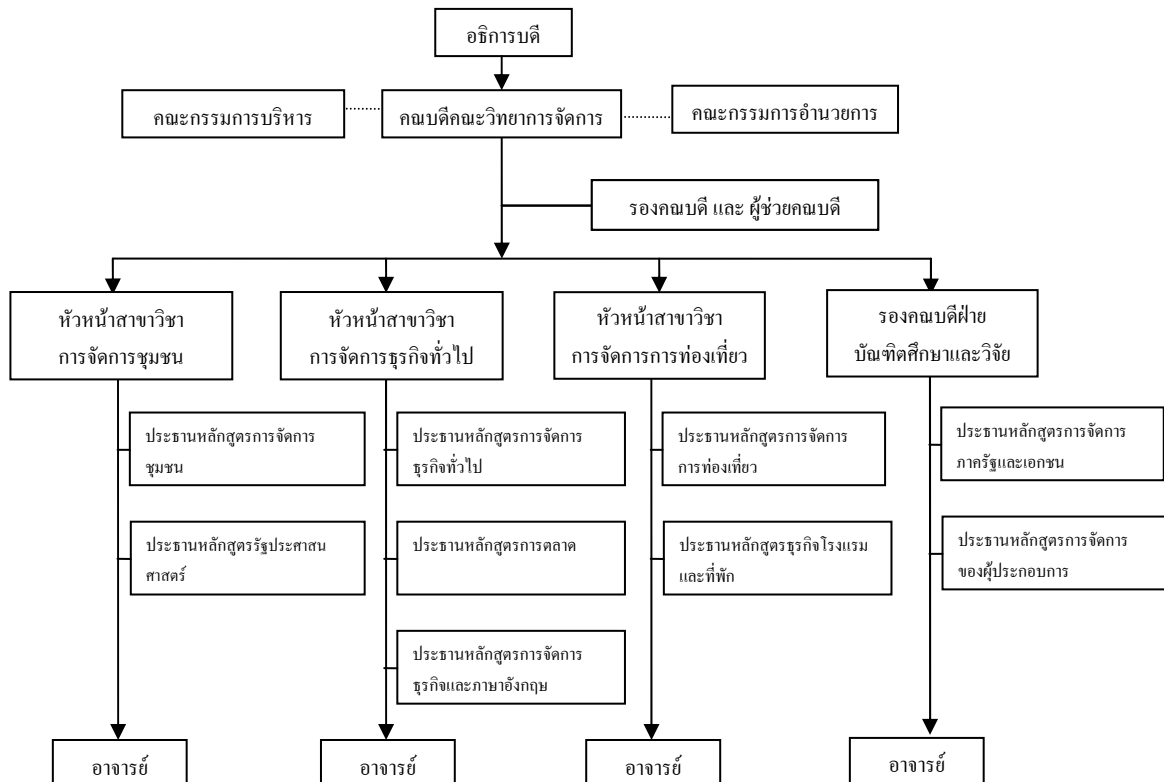 อธิการบดี
คณะกรรมการบริหาร
คณบดีคณะวิทยาการจัดการ
คณะกรรมการอำนวยการ
รองคณบดี และ ผู้ช่วยคณบดี
หัวหน้าสาขาวิชา
การจัดการชุมชน
หัวหน้าสาขาวิชา
การจัดการธุรกิจทั่วไป
หัวหน้าสาขาวิชา
การจัดการการท่องเที่ยว
รองคณบดีฝ่าย
บัณฑิตศึกษาและวิจัย
ประธานหลักสูตรการจัดการ
ชุมชน
ประธานหลักสูตรการจัดการ
ธุรกิจทั่วไป
ประธานหลักสูตรการจัดการ
การท่องเที่ยว
ประธานหลักสูตรการจัดการ
ภาครัฐและเอกชน
ประธานหลักสูตรรัฐประศาสน
ศาสตร์
ประธานหลักสูตรการตลาด
ประธานหลักสูตรธุรกิจโรงแรม
และที่พัก
ประธานหลักสูตรการจัดการ
ของผุ้ประกอบการ
ประธานหลักสูตรการจัดการ
ธุรกิจและภาษาอังกฤษ
อาจารย์
อาจารย์
อาจารย์
อาจารย์